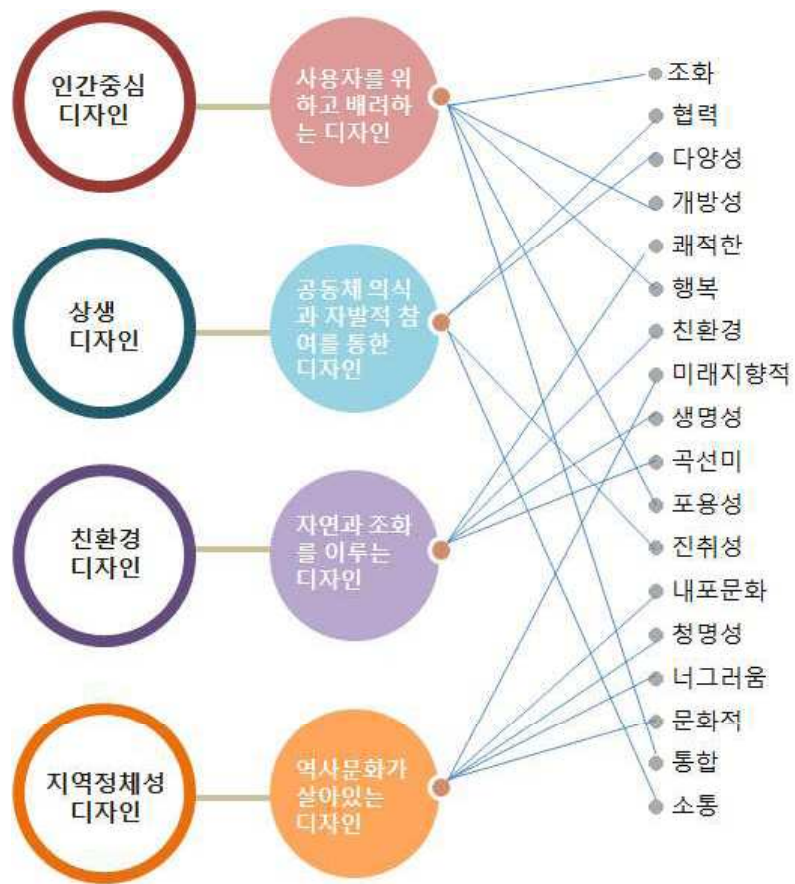 인간중심
디자인
사용자를 위
하고 배려하
는 디자인
상생
디자인
공동체 의식
과 자발적 참
여를 통한
디자인
친환경
디자인
자연과 조화
를 이루는
디자인
지역정체성
디자인
역사문화가
살아있는
디자인
조화
협력
다양성
개방성
쾌적한
행복
친환경
미래지향적
생명성
곡선미
포용성
진취성
내포문화
청명성
너그러움
문화적
통합
소통